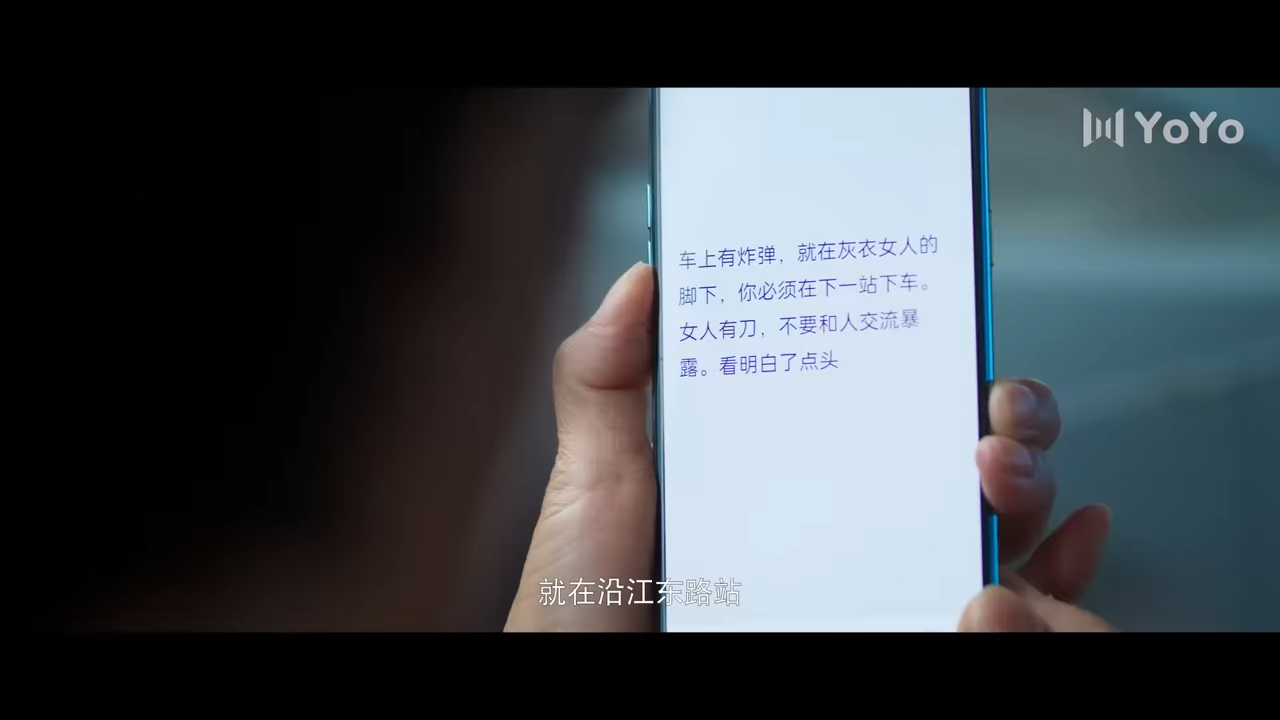 YoYo
车上有炸弹，就在灰衣女人的
脚下，你必须在下一站下车。
女人有刀，不要和人交流暴
露。看明白了点头
就在沿江东路站